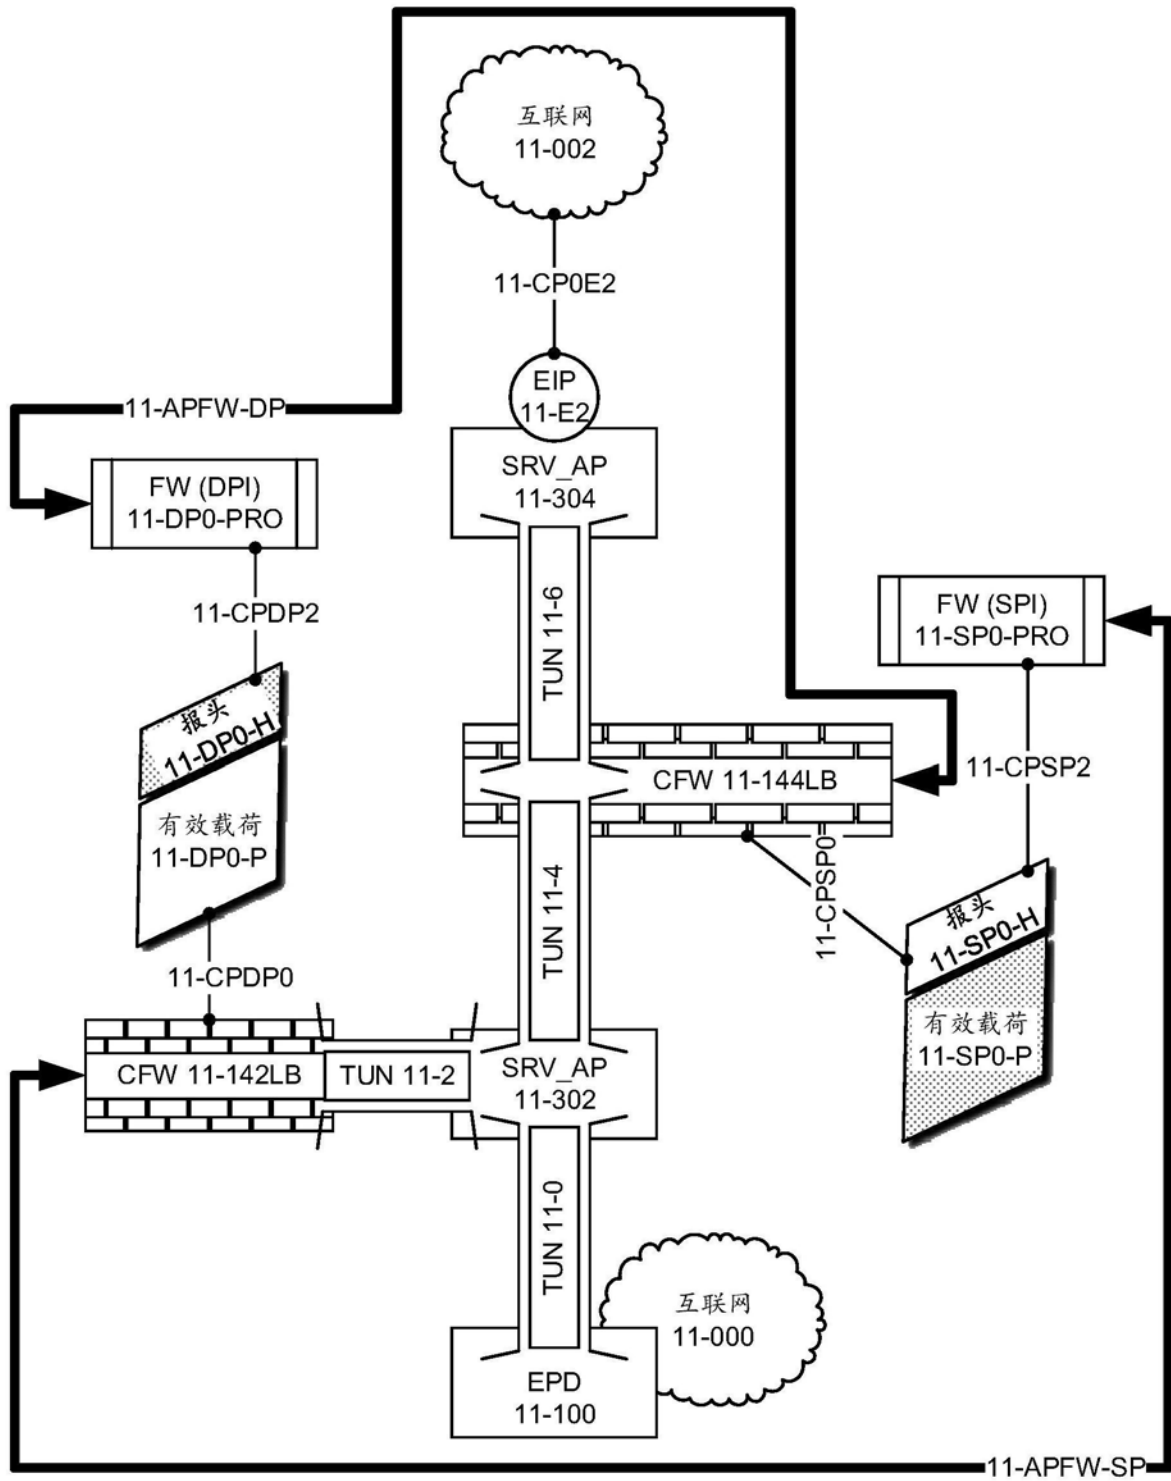 互联网
11-002
11-CP0E2
EIP
11-E2
11-APFW-DP
SRV_AP
11-304
FW (DPI)
11-DP0-PRO
11-CPDP2
TUN 11-6
FW (SPI)
11-SP0-PRO
报头
11-DP0-H
有效载荷
11-DP0-P
CFW 11-144LB
11-CPSP2
11-CPSP0
TUN 11-4
报头
11-SP0-H
有效载荷
11-SP0-P
11-CPDP0
CFW 11-142LB
TUN 11-2
SRV_AP
11-302
TUN 11-0
互联网
11-000
EPD
11-100
11-APFW-SP